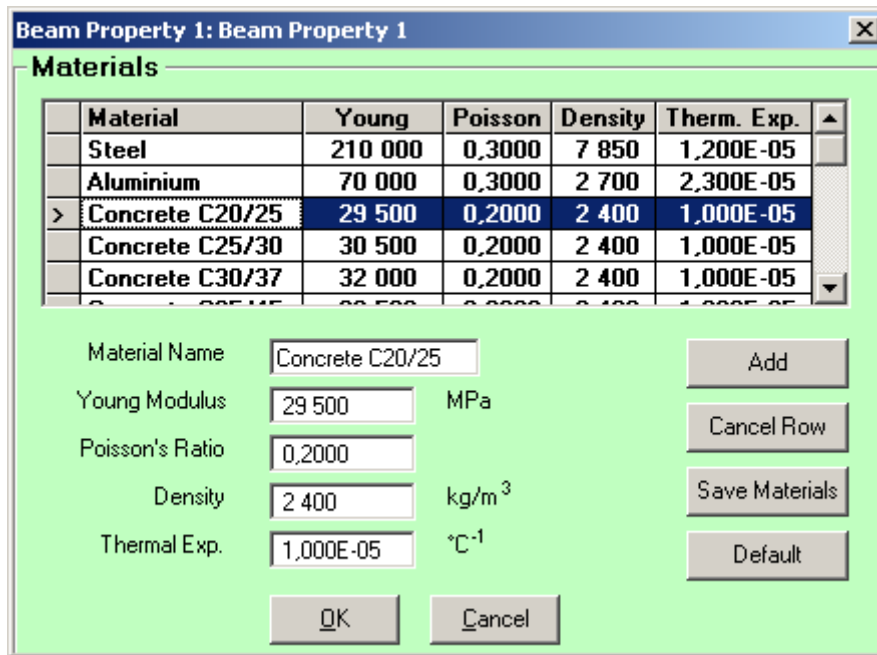 Beam Property 1: Beam Property 1
Materials
Material Young Poisson Density Therm. Exp.
Steel 210 000 0,3000 7 850 1,200E-05
Aluminium 70 000 0,3000 2 700 2,300E-05
> Concrete C20/25 29 500 0,2000 2 400 1,000E-05
Concrete C25/30 30 500 0,2000 2 400 1,000E-05
Concrete C30/37 32 000 0,2000 2 400 1,000E-05
Material Name Concrete C20/25 Add
Young Modulus 29 500 MPa
Cancel Row
Poisson's Ratio 0,2000
Density 2 400 kg/m³ Save Materials
Thermal Exp. 1,000E-05 °C⁻¹ Default
OK Cancel